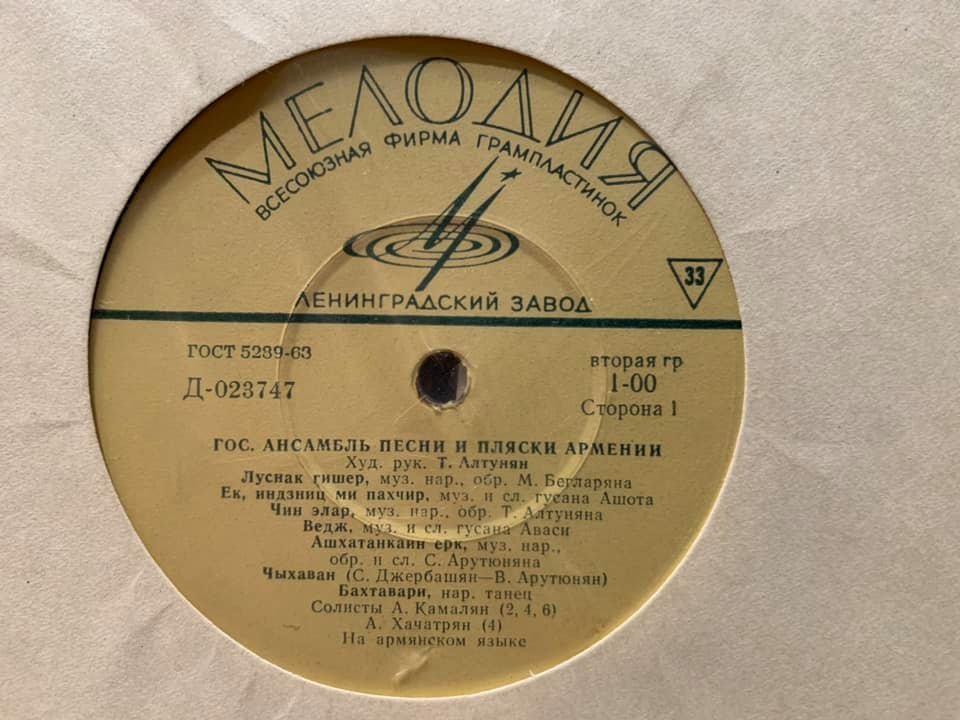 МЕЛОДИЯ
ВСЕСОЮЗНАЯ ФИРМА ГРАМПЛАСТИНОК
ЛЕНИНГРАДСКИЙ ЗАВОД
33
ГОСТ 5289-63
Д-023747
вторая гр
1-00
Сторона 1
ГОС. АНСАМБЛЬ ПЕСНИ И ПЛЯСКИ АРМЕНИИ
Худ. рук. Т. Алтунян
Луснак гишер, муз. нар., обр. М. Бегларяна
Ек, индзниц ми пахчир, муз. и сл. гусана Ашота
Чин элар, муз. нар., обр. Т. Алтуняна
Ведж, муз. и сл. гусана Аваси
Ашхатанкаин ерк, муз. нар.,
обр. и сл. С. Арутюняна
Чыхаван (С. Джербашян—В. Арутюнян)
Бахтавари, нар. танец
Солисты А. Камалян (2, 4, 6)
А. Хачатрян (4)
На армянском языке